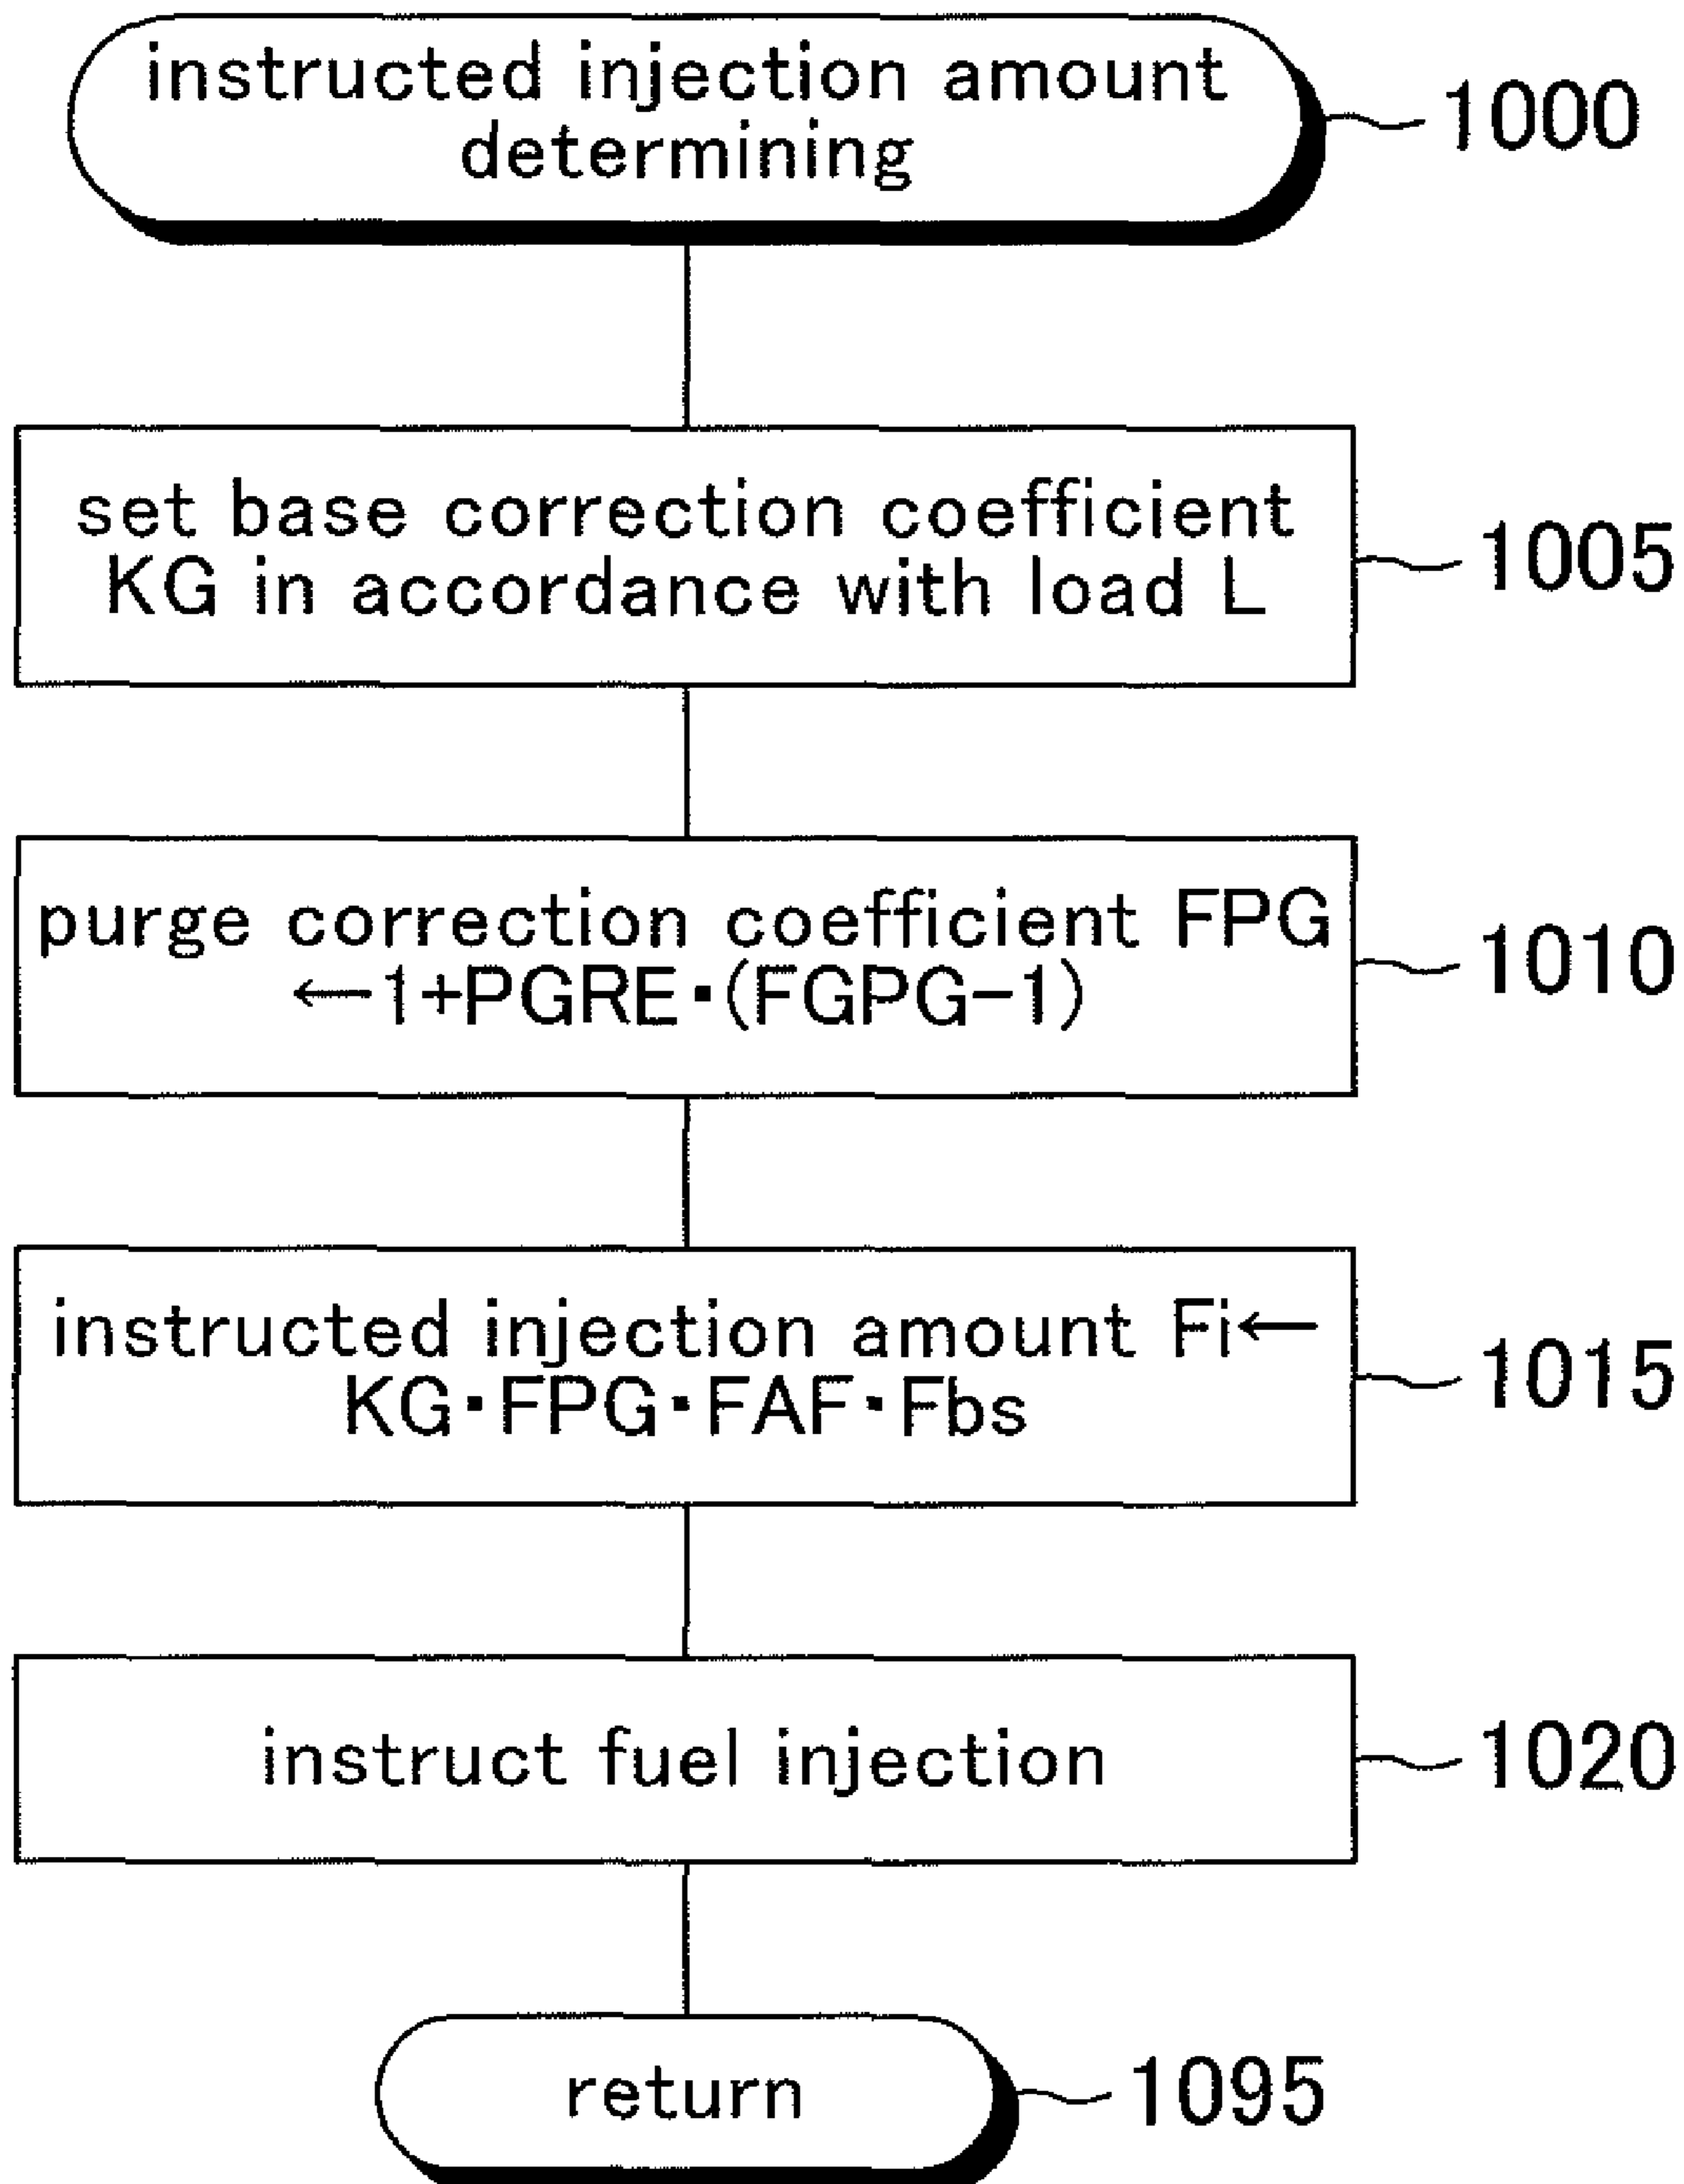 instructed injection amount
determining
1000
set base correction coefficient
KG in accordance with load L
1005
purge correction coefficient FPG
←1+PGRE·(FGPG-1)
1010
instructed injection amount Fi←
KG·FPG·FAF·Fbs
1015
instruct fuel injection
1020
return
1095